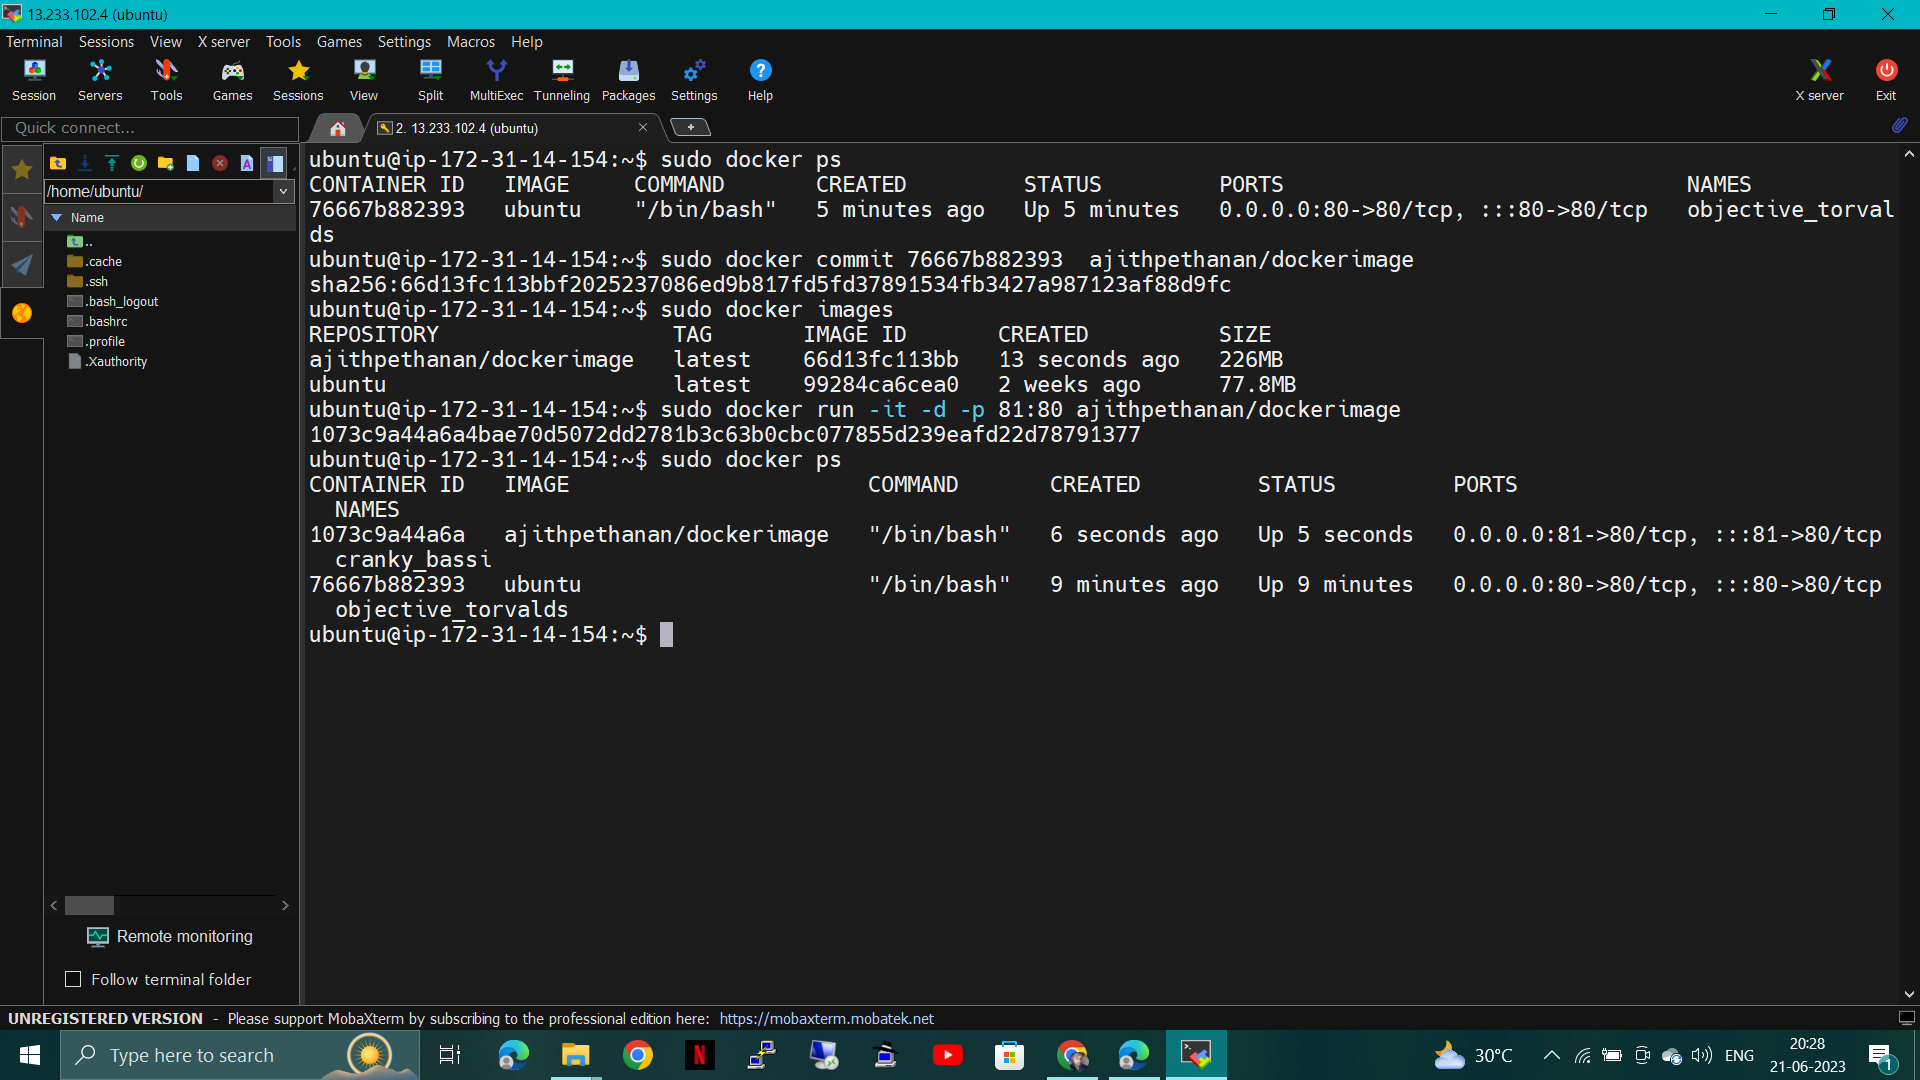 13.233.102.4 (ubuntu)
Terminal Sessions View X server Tools Games Settings Macros Help
Session Servers Tools Games Sessions View Split MultiExec Tunneling Packages Settings Help X server Exit
Quick connect...
2. 13.233.102.4 (ubuntu)
/home/ubuntu/
Name
..
.cache
.ssh
.bash_logout
.bashrc
.profile
.Xauthority
ubuntu@ip-172-31-14-154:~$ sudo docker ps
CONTAINER ID IMAGE COMMAND CREATED STATUS PORTS NAMES
76667b882393 ubuntu "/bin/bash" 5 minutes ago Up 5 minutes 0.0.0.0:80->80/tcp, :::80->80/tcp objective_torval
ds
ubuntu@ip-172-31-14-154:~$ sudo docker commit 76667b882393 ajithpethanan/dockerimage
sha256:66d13fc113bbf2025237086ed9b817fd5fd37891534fb3427a987123af88d9fc
ubuntu@ip-172-31-14-154:~$ sudo docker images
REPOSITORY TAG IMAGE ID CREATED SIZE
ajithpethanan/dockerimage latest 66d13fc113bb 13 seconds ago 226MB
ubuntu latest 99284ca6cea0 2 weeks ago 77.8MB
ubuntu@ip-172-31-14-154:~$ sudo docker run -it -d -p 81:80 ajithpethanan/dockerimage
1073c9a44a6a4bae70d5072dd2781b3c63b0cbc077855d239eafd22d78791377
ubuntu@ip-172-31-14-154:~$ sudo docker ps
CONTAINER ID IMAGE COMMAND CREATED STATUS PORTS
NAMES
1073c9a44a6a ajithpethanan/dockerimage "/bin/bash" 6 seconds ago Up 5 seconds 0.0.0.0:81->80/tcp, :::81->80/tcp
cranky_bassi
76667b882393 ubuntu "/bin/bash" 9 minutes ago Up 9 minutes 0.0.0.0:80->80/tcp, :::80->80/tcp
objective_torvalds
ubuntu@ip-172-31-14-154:~$
Remote monitoring
Follow terminal folder
UNREGISTERED VERSION - Please support MobaXterm by subscribing to the professional edition here: https://mobaxterm.mobatek.net
Type here to search
30°C
ENG
20:28
21-06-2023
1